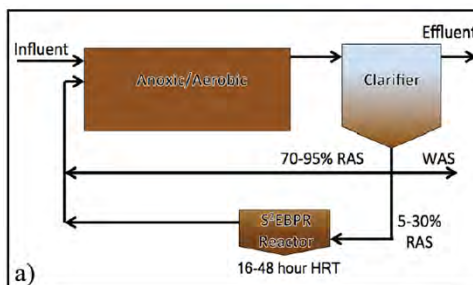 Influent
Anoxic/Aerobic
Effluent
Clarifier
70-95% RAS
WAS
S²EBPR
Reactor
5-30%
RAS
16-48 hour HRT
a)